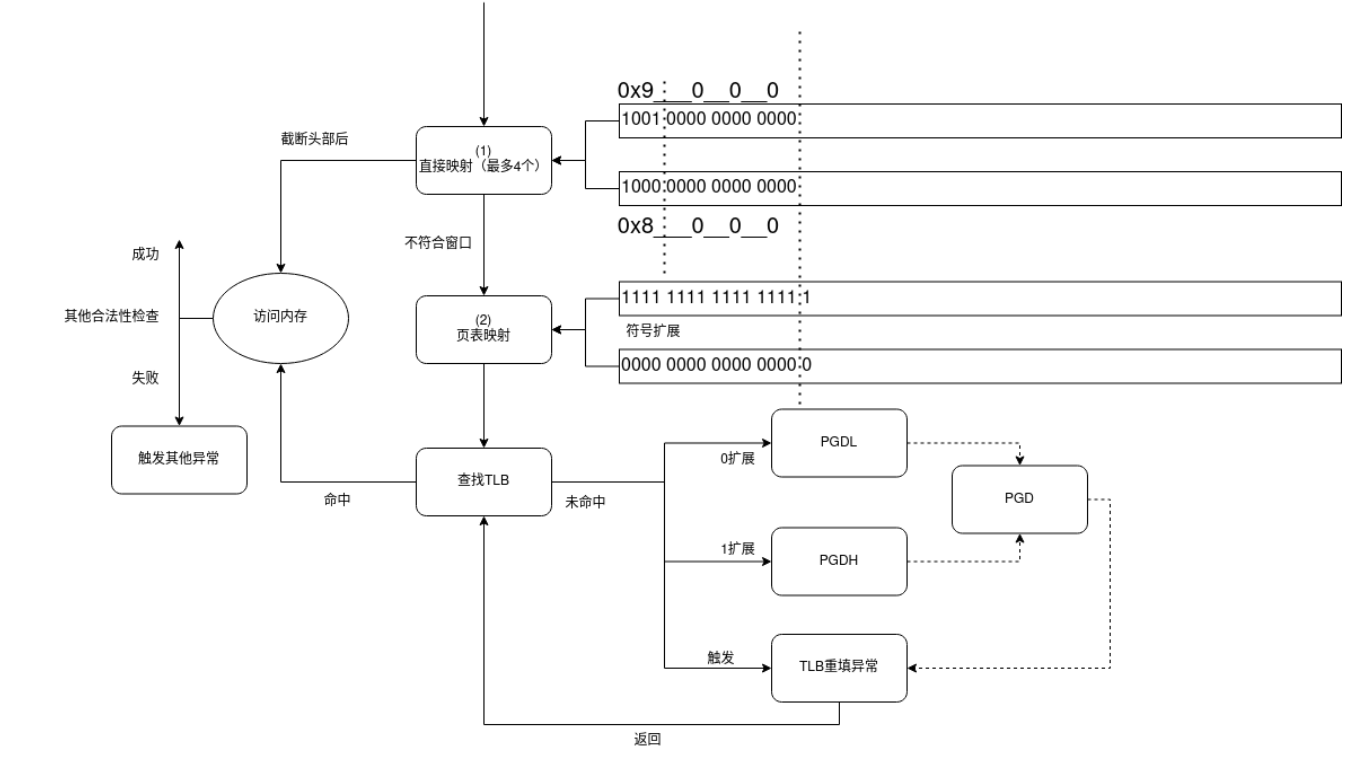 0x9___0__0__0
1001 0000 0000 0000
截断头部后
(1)
直接映射（最多4个）
1000 0000 0000 0000
0x8___0__0__0
不符合窗口
成功
1111 1111 1111 1111 1
其他合法性检查
访问内存
(2)
页表映射
符号扩展
0000 0000 0000 0000 0
失败
触发其他异常
查找TLB
命中
未命中
0扩展
PGDL
PGD
1扩展
PGDH
触发
TLB重填异常
返回